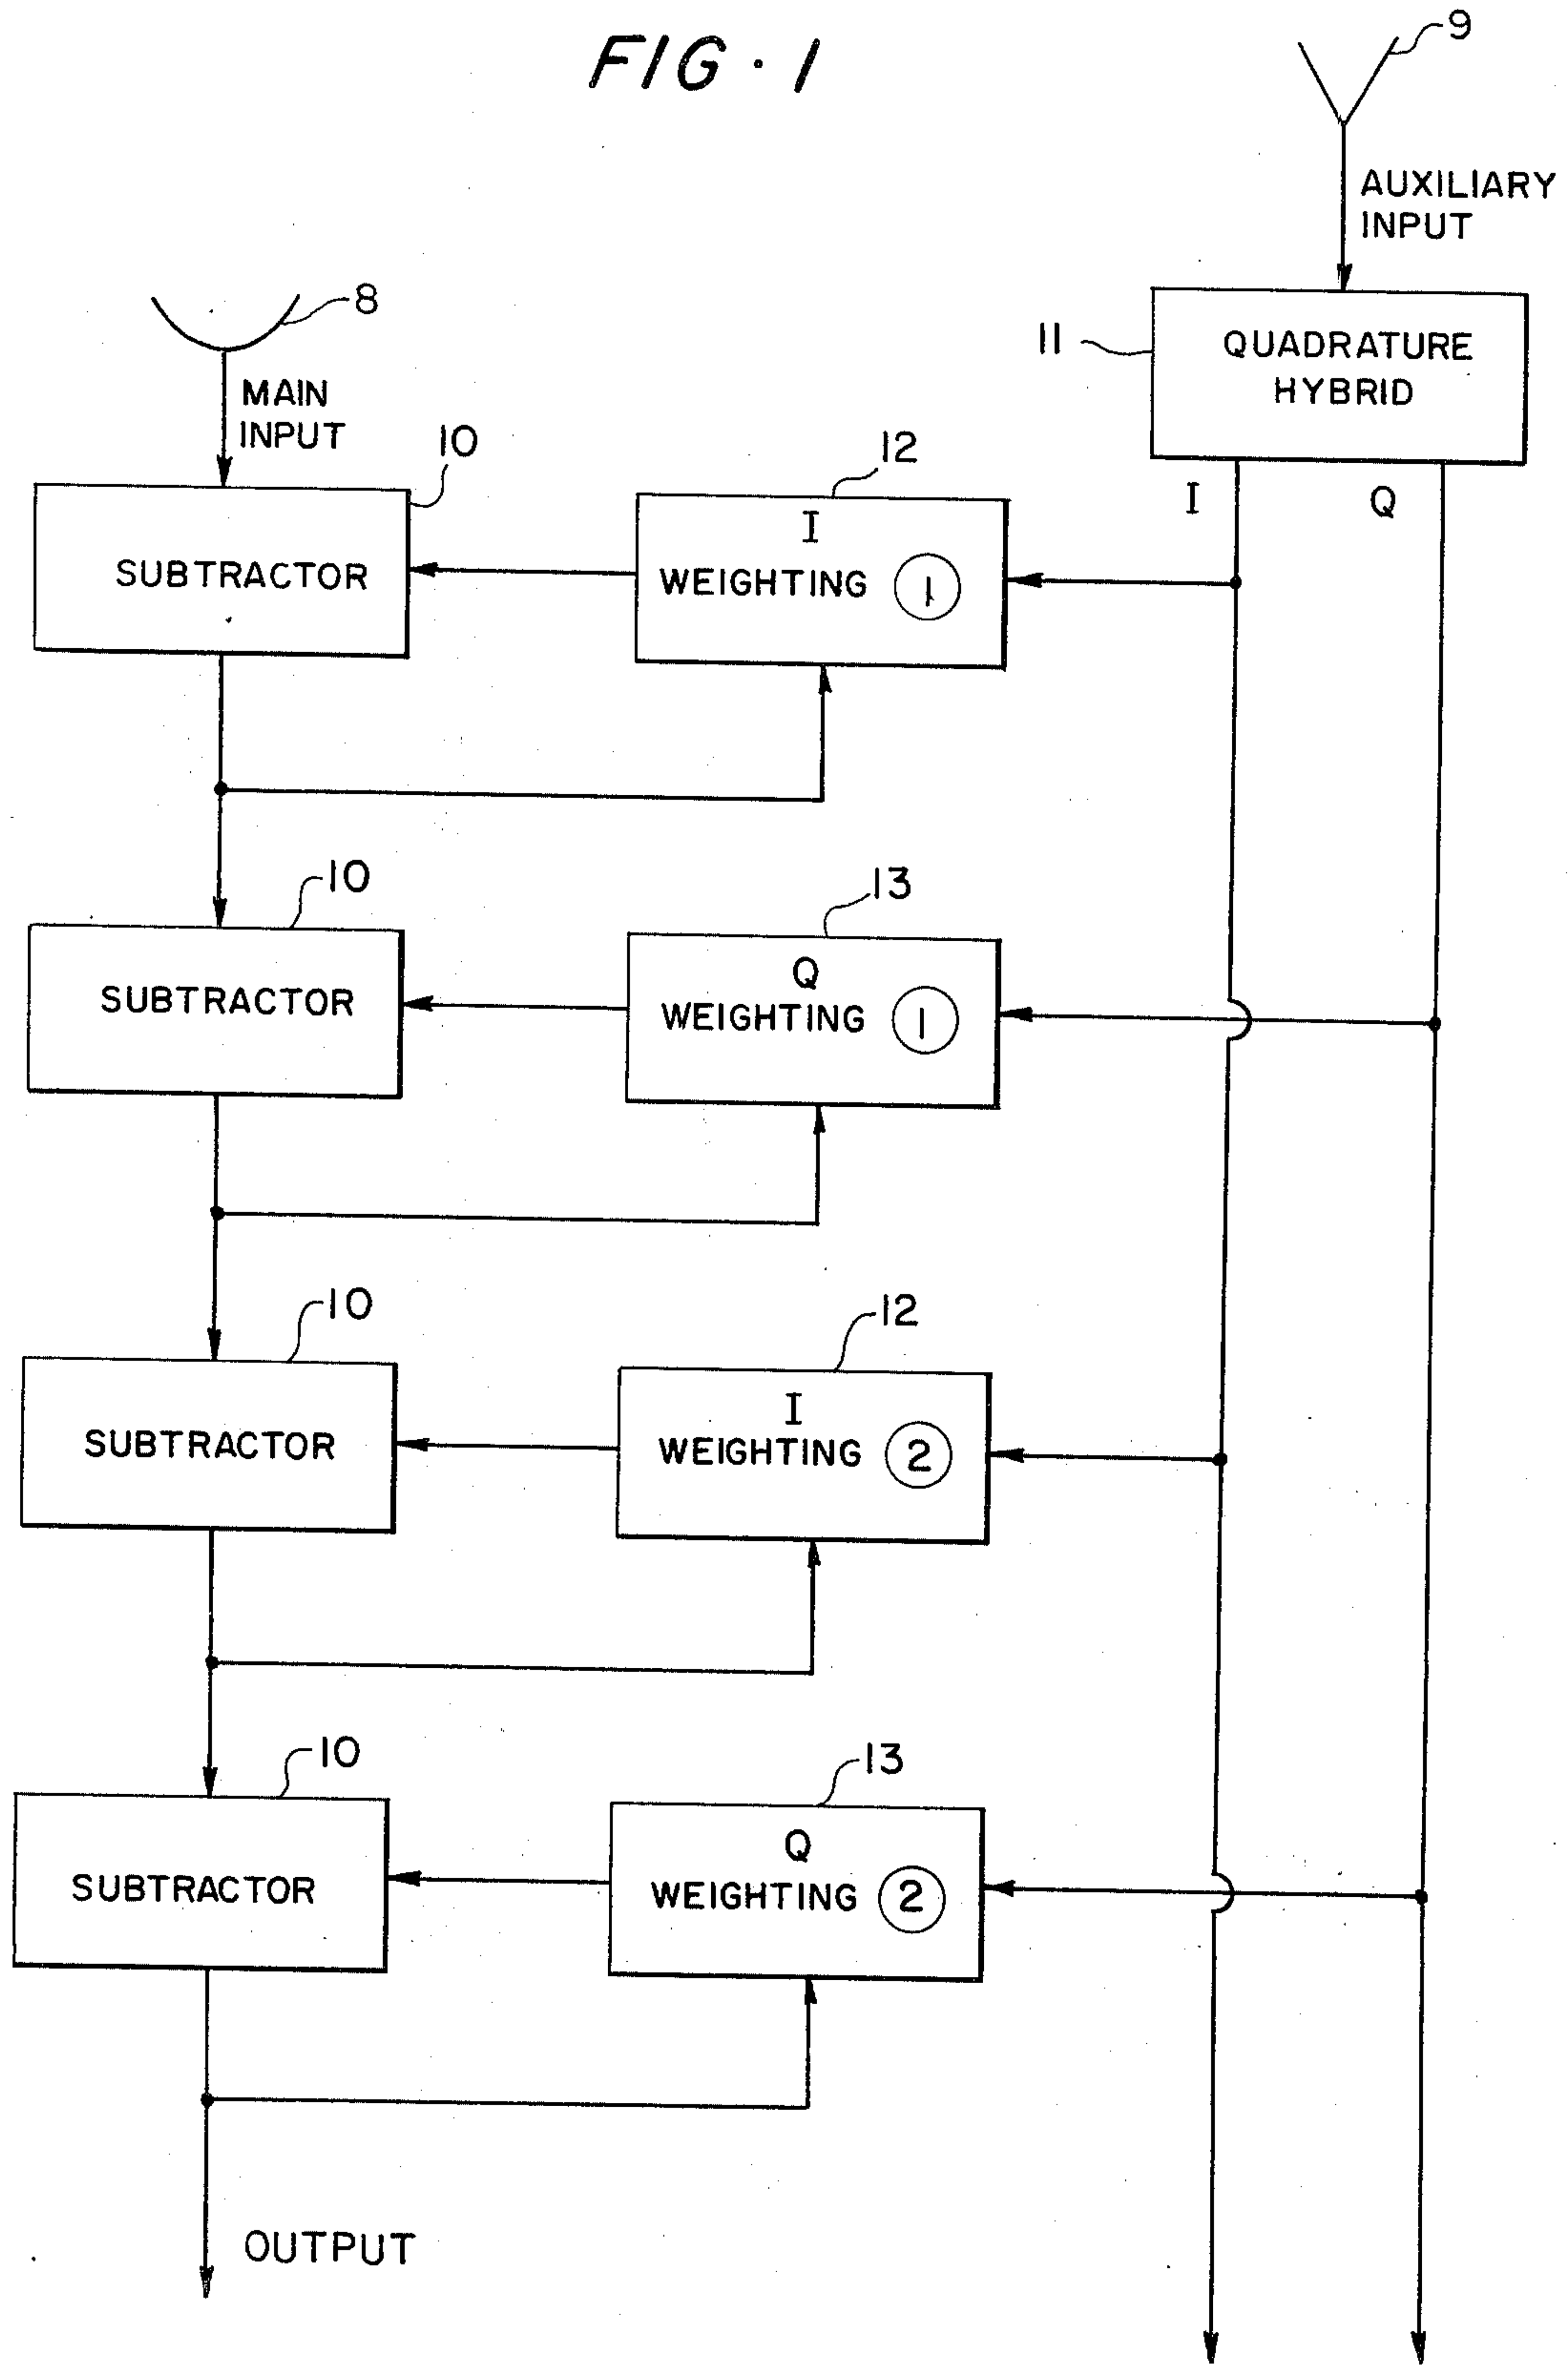 FIG. 1
9
AUXILIARY
INPUT
8
MAIN
INPUT
11
QUADRATURE
HYBRID
10
12
I
Q
SUBTRACTOR
I
WEIGHTING 1
10
13
SUBTRACTOR
Q
WEIGHTING 1
10
12
SUBTRACTOR
I
WEIGHTING 2
10
13
SUBTRACTOR
Q
WEIGHTING 2
OUTPUT